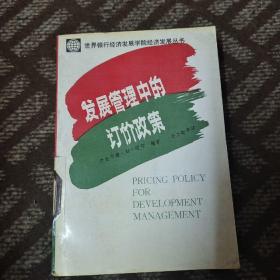 世界银行经济发展学院经济发展丛书
发展管理中的
订价政策
PRICING POLICY
FOR
DEVELOPMENT
MANAGEMENT